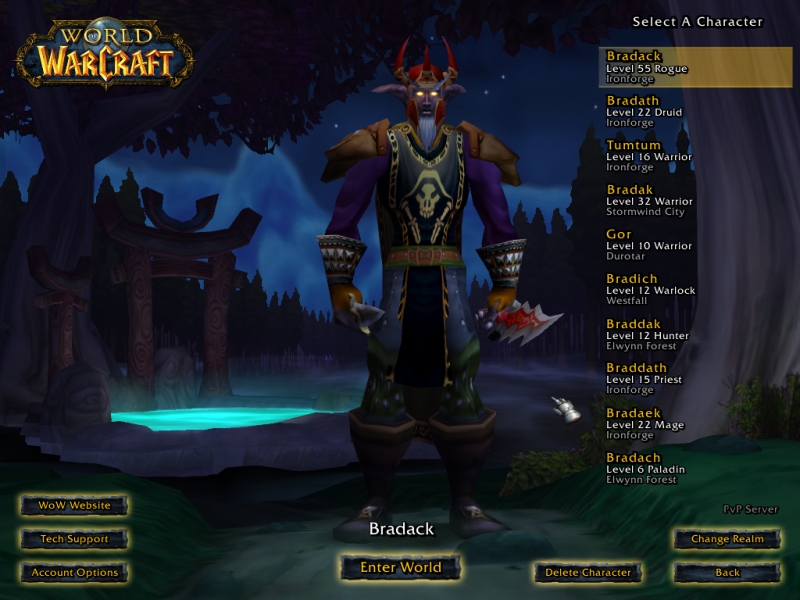 WORLD
OF
WARCRAFT
Select A Character
Bradack
Level 55 Rogue
Ironforge
Bradath
Level 22 Druid
Ironforge
Tumtum
Level 16 Warrior
Ironforge
Bradak
Level 32 Warrior
Stormwind City
Gor
Level 10 Warrior
Durotar
Bradich
Level 12 Warlock
Westfall
Braddak
Level 12 Hunter
Elwynn Forest
Braddath
Level 15 Priest
Ironforge
Bradaek
Level 22 Mage
Ironforge
Bradach
Level 6 Paladin
Elwynn Forest
PvP Server
WoW Website
Tech Support
Account Options
Bradack
Enter World
Delete Character
Change Realm
Back